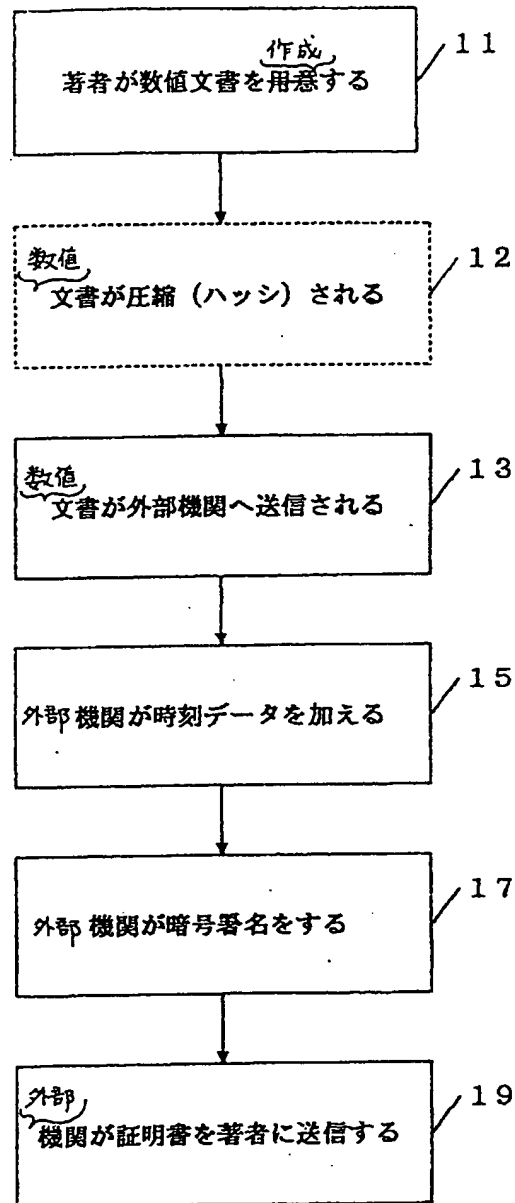 作成
著者が数値文書を用意する
11
数値
文書が圧縮（ハッシ）される
12
数値
文書が外部機関へ送信される
13
外部機関が時刻データを加える
15
外部機関が暗号署名をする
17
外部
機関が証明書を著者に送信する
19